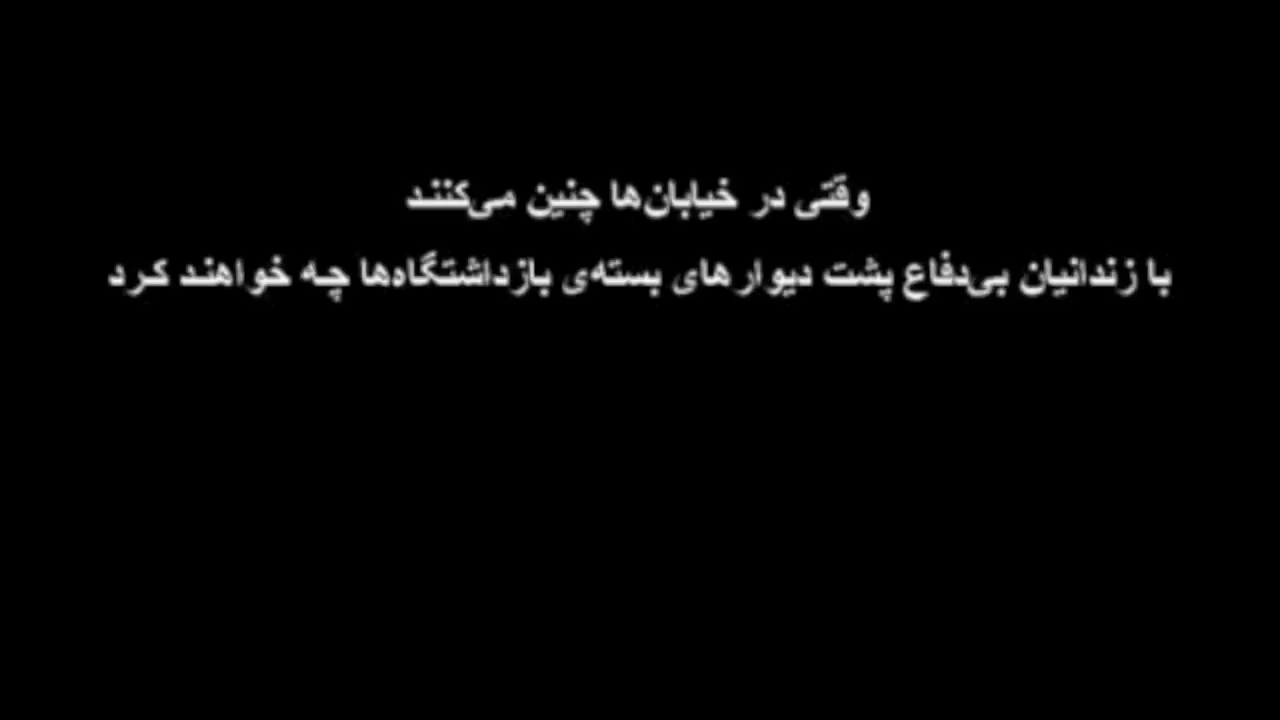 وقتی در خیابان‌ها چنین می‌کنند
با زندانیان بی‌دفاع پشت دیوارهای بسته‌ی بازداشتگاه‌ها چه خواهند کرد